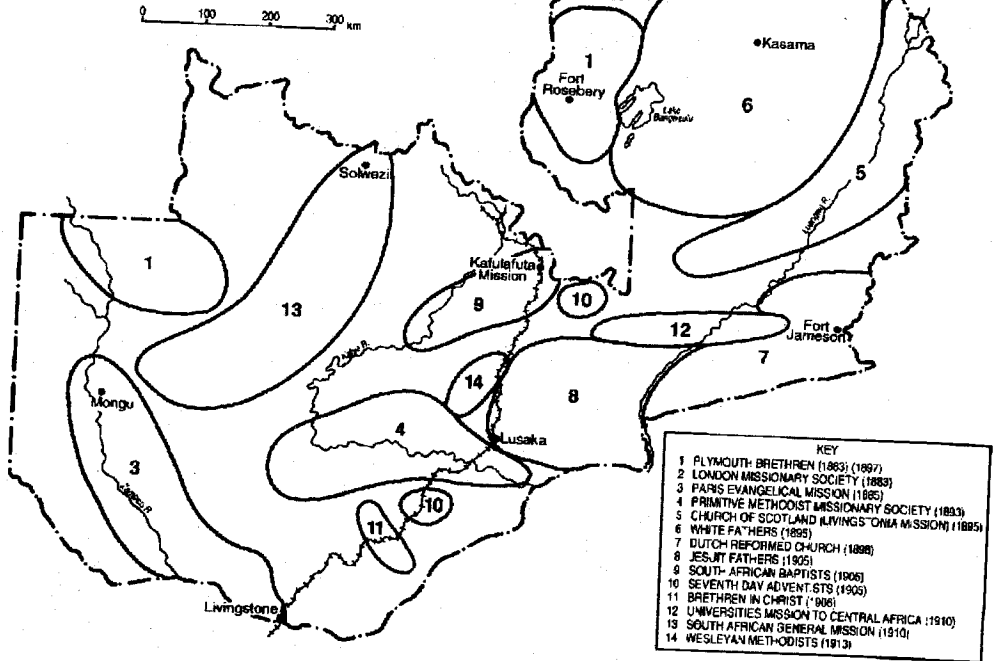 0 100 200 300 km
Kasama
1
Fort
Rosebery
6
Lake
Bangweulu
Solwezi
5
Luangwa R.
1
Kafulafuta
Mission
9
10
13
12
Fort
Jameson
7
Kafue R.
14
8
Mongu
4
Lusaka
3
Zambezi R.
10
11
Livingstone
KEY
1 PLYMOUTH BRETHREN (1883) (1897)
2 LONDON MISSIONARY SOCIETY (1883)
3 PARIS EVANGELICAL MISSION (1885)
4 PRIMITIVE METHODIST MISSIONARY SOCIETY (1893)
5 CHURCH OF SCOTLAND (LIVINGSTONIA MISSION) (1895)
6 WHITE FATHERS (1895)
7 DUTCH REFORMED CHURCH (1898)
8 JESUIT FATHERS (1905)
9 SOUTH AFRICAN BAPTISTS (1905)
10 SEVENTH DAY ADVENTISTS (1905)
11 BRETHREN IN CHRIST (1906)
12 UNIVERSITIES MISSION TO CENTRAL AFRICA (1910)
13 SOUTH AFRICAN GENERAL MISSION (1910)
14 WESLEYAN METHODISTS (1913)